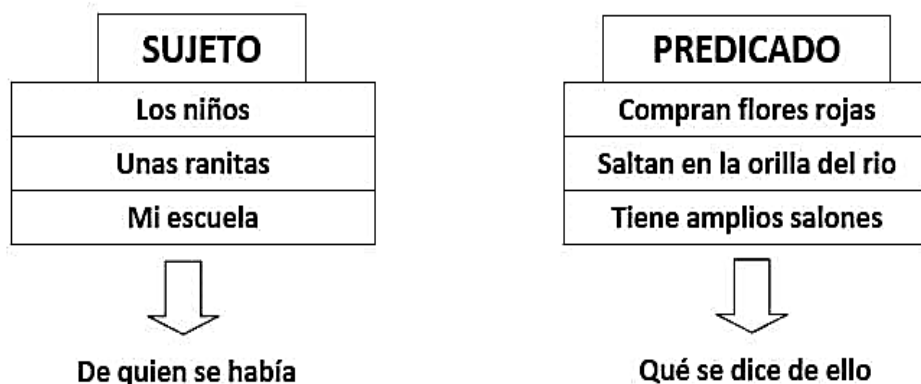 SUJETO
Los niños
Unas ranitas
Mi escuela
De quien se había
PREDICADO
Compran flores rojas
Saltan en la orilla del rio
Tiene amplios salones
Qué se dice de ello